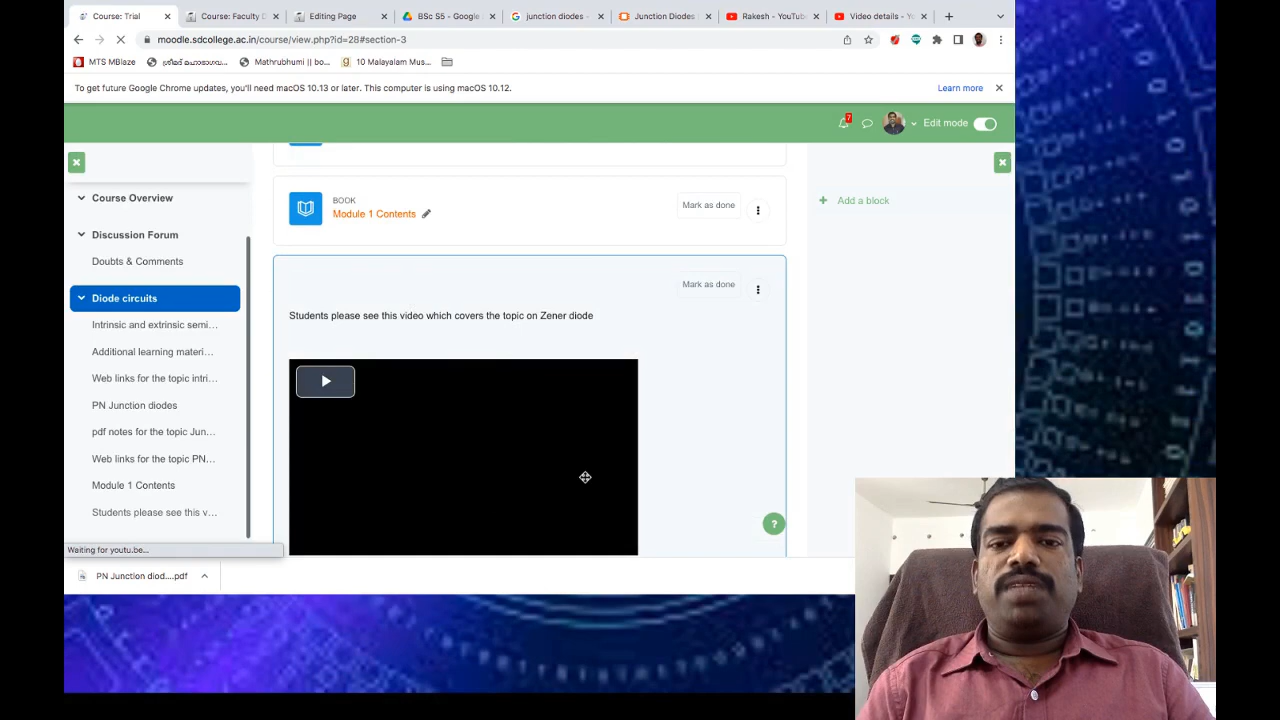 Course: Trial
Course: Faculty D
Editing Page
BSc S5 - Google
junction diodes -
Junction Diodes
Rakesh - YouTub
Video details - Yo
moodle.sdcollege.ac.in/course/view.php?id=28#section-3
MTS MBlaze
ശ്രീമദ് മഹാഭാഗവ...
Mathrubhumi || bo...
10 Malayalam Mus...
To get future Google Chrome updates, you'll need macOS 10.13 or later. This computer is using macOS 10.12.
Learn more
7
Edit mode
Course Overview
Discussion Forum
Doubts & Comments
Diode circuits
Intrinsic and extrinsic semi...
Additional learning materi...
Web links for the topic intri...
PN Junction diodes
pdf notes for the topic Jun...
Web links for the topic PN...
Module 1 Contents
Students please see this v...
BOOK
Module 1 Contents
Mark as done
Mark as done
Students please see this video which covers the topic on Zener diode
Add a block
?
Waiting for youtu.be...
PN Junction diod....pdf